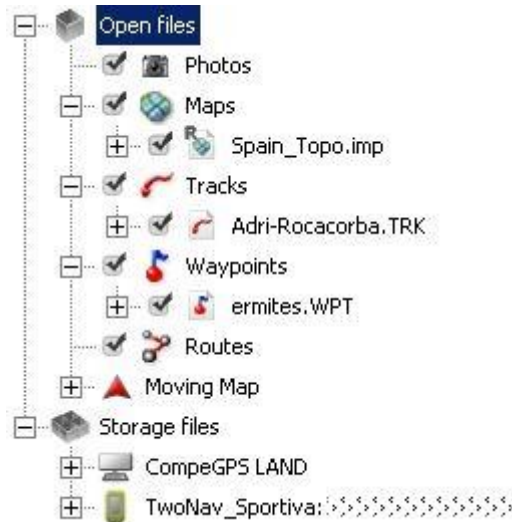 Open files
Photos
Maps
Spain_Topo.imp
Tracks
Adri-Rocacorba.TRK
Waypoints
ermites.WPT
Routes
Moving Map
Storage files
CompeGPS LAND
TwoNav_Sportiva: